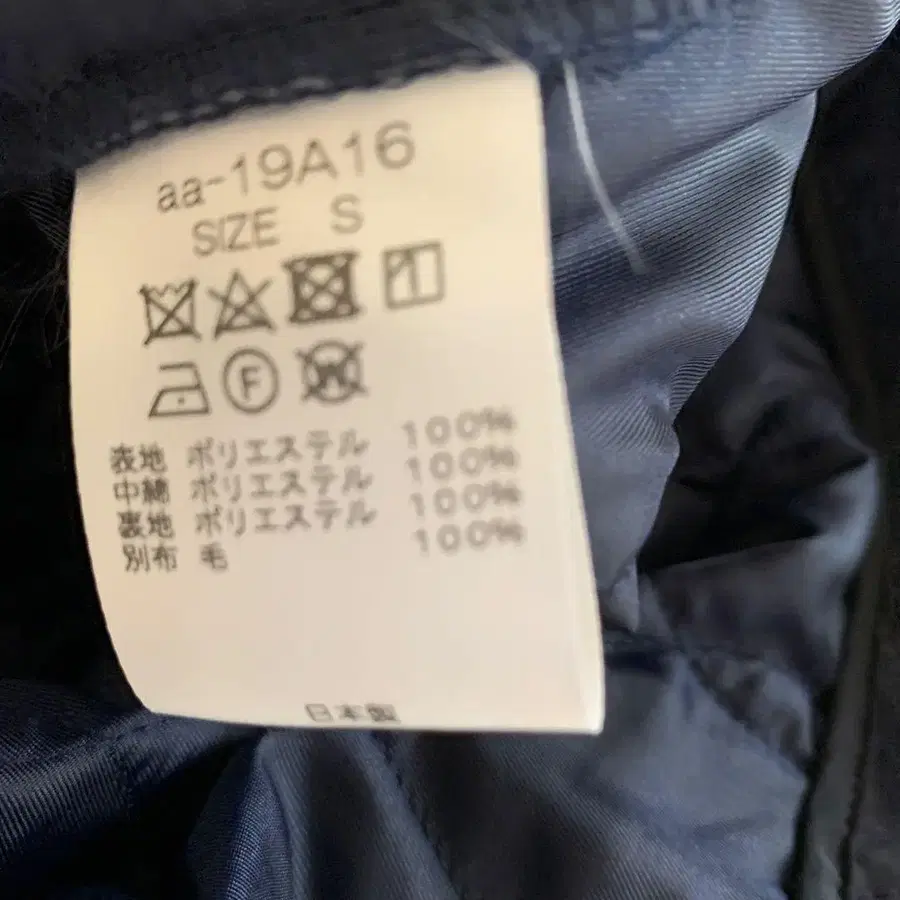 aa-19A16
SIZE S
F
W
表地 ポリエステル 100%
中綿 ポリエステル 100%
裏地 ポリエステル 100%
別布 毛 100%
日本製